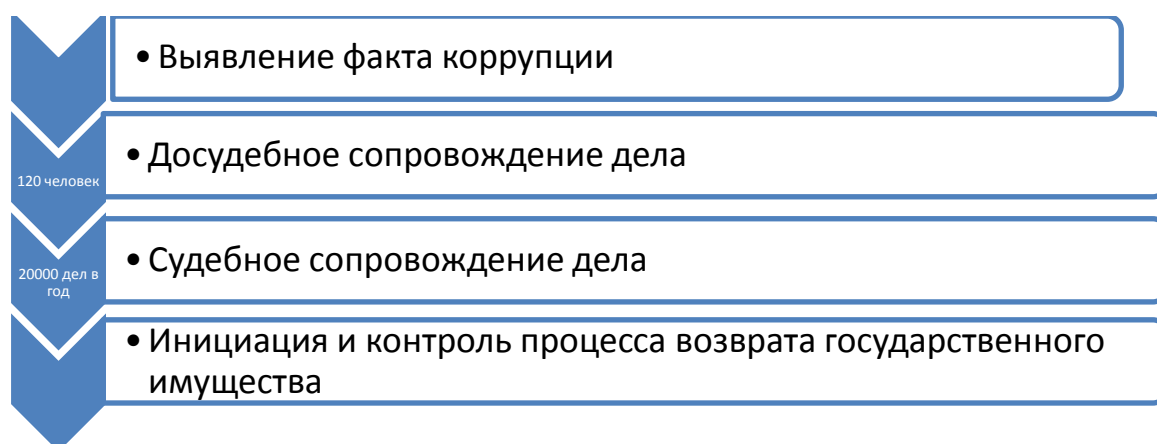 • Выявление факта коррупции
120 человек
• Досудебное сопровождение дела
20000 дел в
год
• Судебное сопровождение дела
• Инициация и контроль процесса возврата государственного
имущества